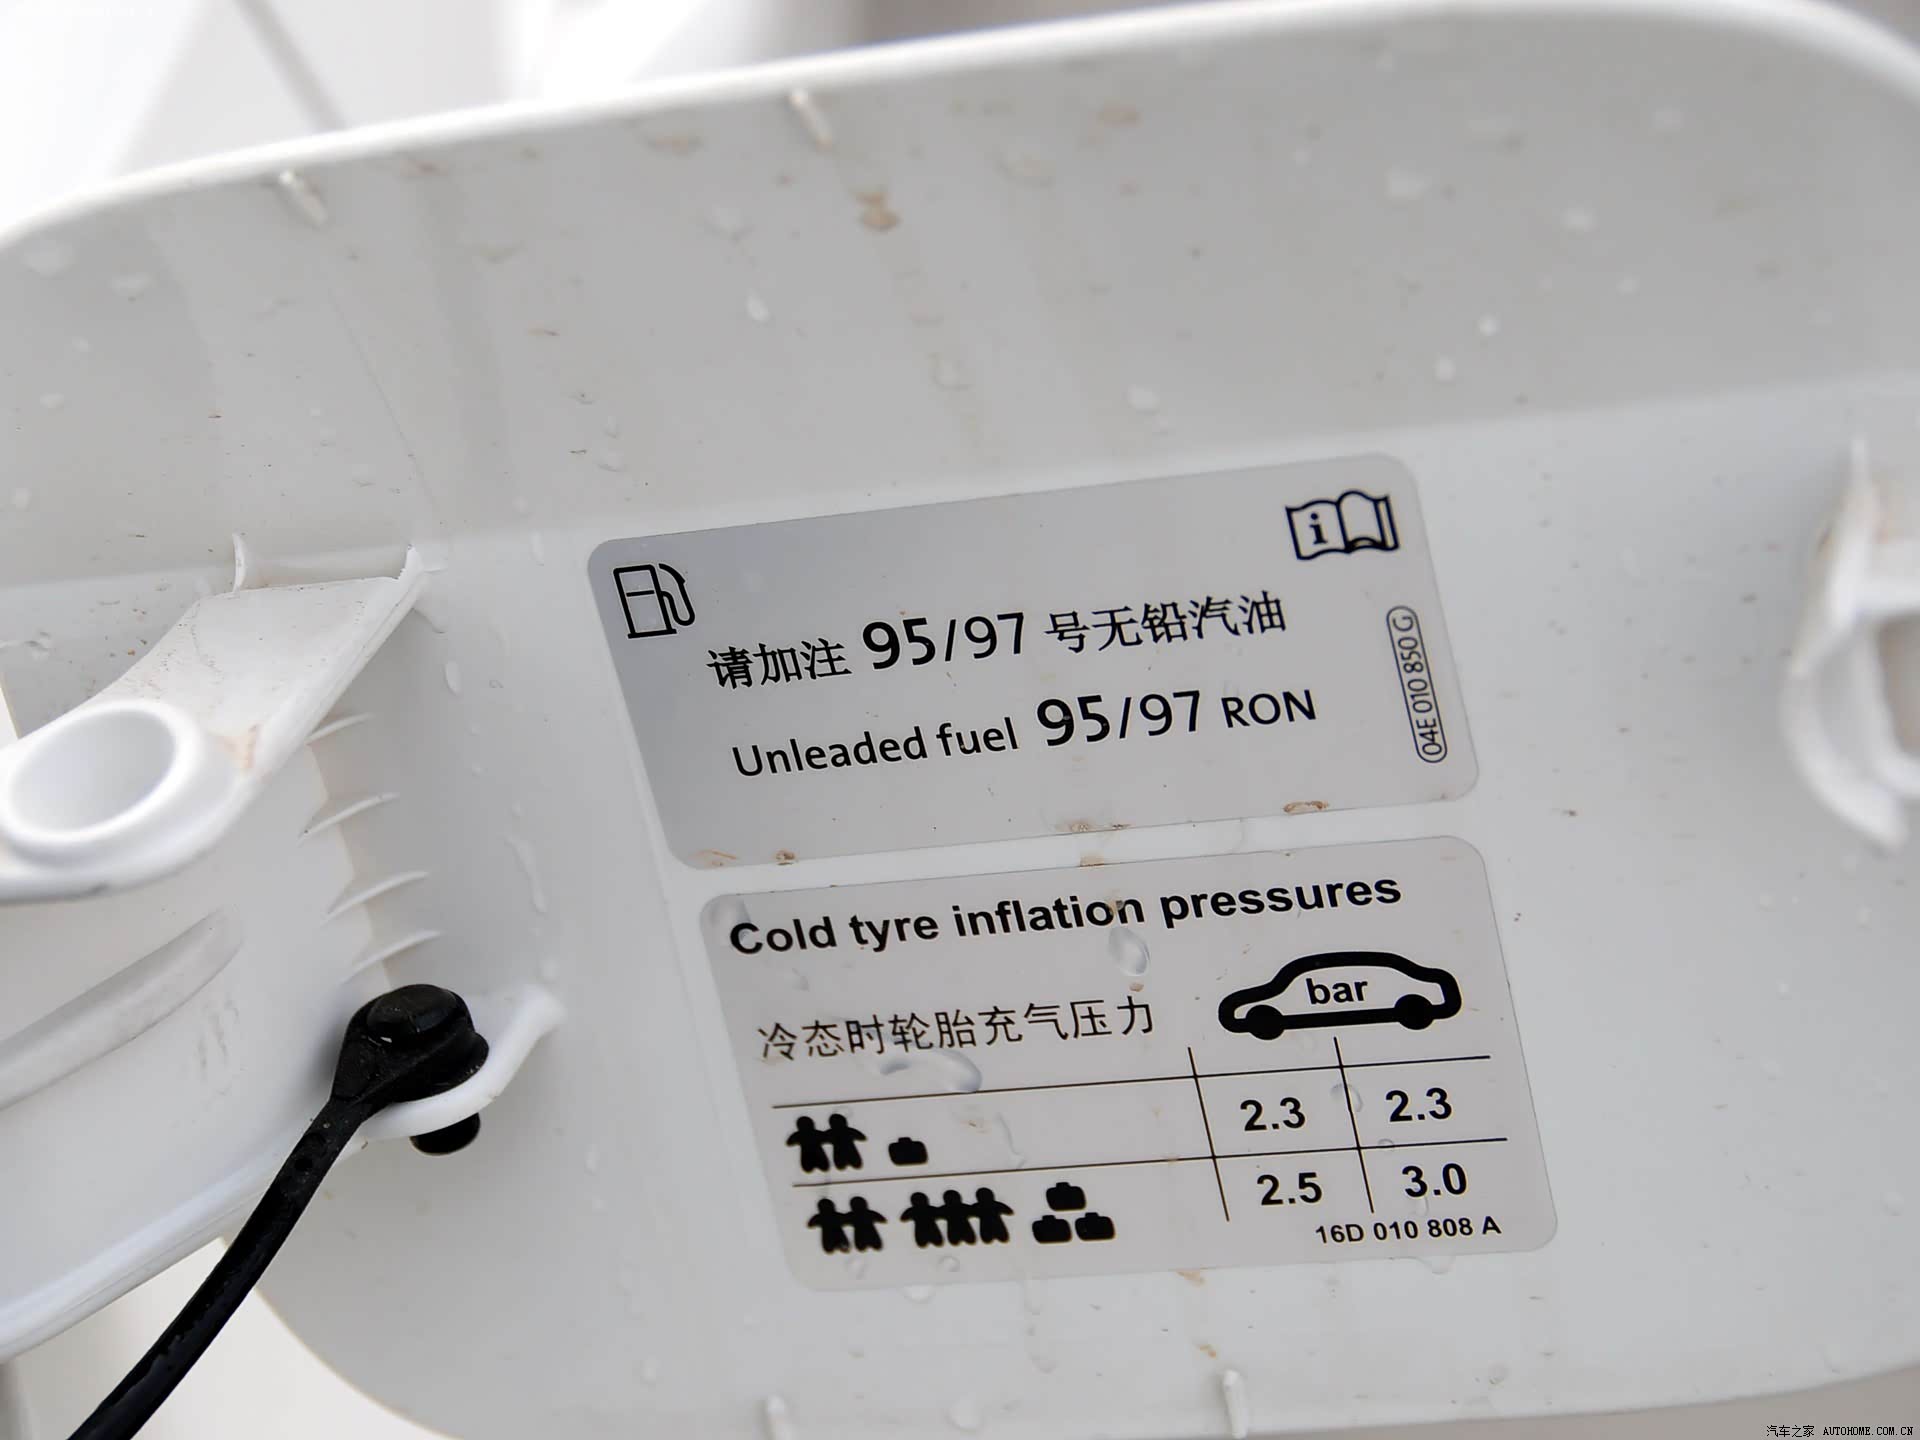 i
请加注 95/97 号无铅汽油
Unleaded fuel 95/97 RON
04E 010 850 G
Cold tyre inflation pressures
冷态时轮胎充气压力
bar
2.3 2.3
2.5 3.0
16D 010 808 A
汽车之家 AUTOHOME.COM.CN